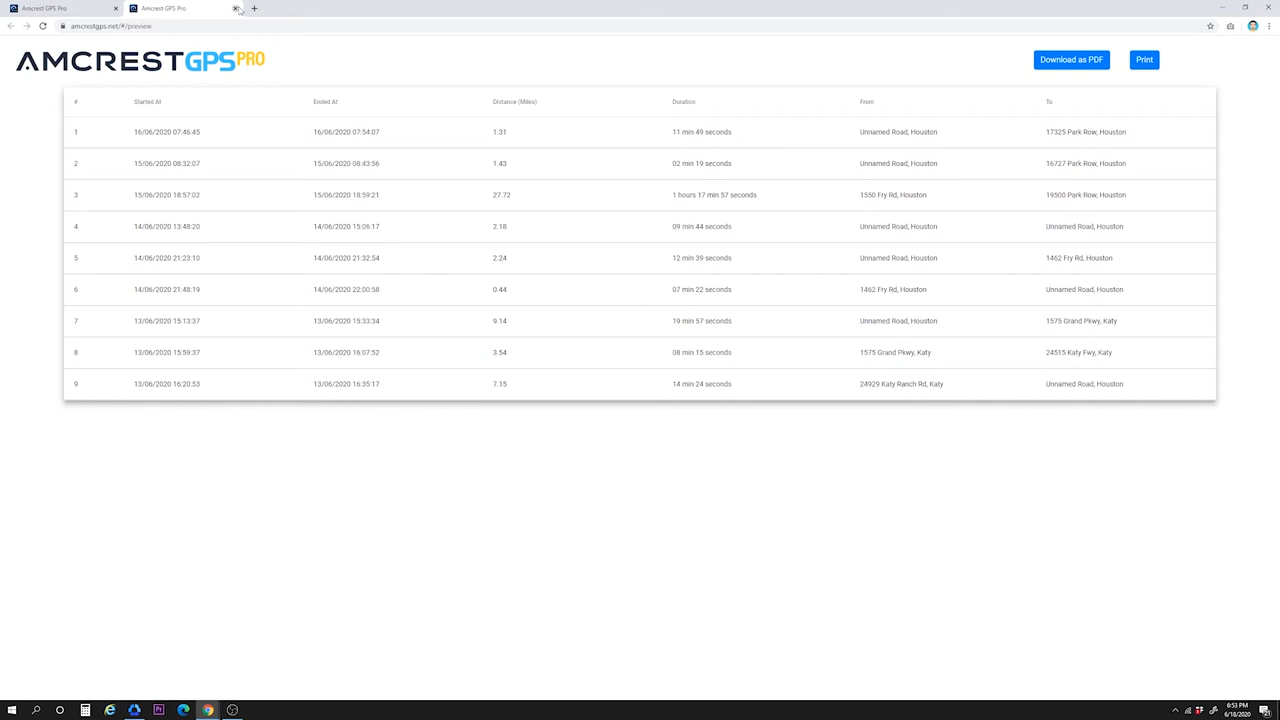 Amcrest GPS Pro
Amcrest GPS Pro
amcrestgps.net/#/preview
AMCRESTGPSPRO
Download as PDF
Print
# Started At Ended At Distance (Miles) Duration From To
1 16/06/2020 07:46:45 16/06/2020 07:54:07 1.31 11 min 49 seconds Unnamed Road, Houston 17325 Park Row, Houston
2 15/06/2020 08:32:07 15/06/2020 08:43:56 1.43 02 min 19 seconds Unnamed Road, Houston 16727 Park Row, Houston
3 15/06/2020 18:57:02 15/06/2020 18:59:21 27.72 1 hours 17 min 57 seconds 1550 Fry Rd, Houston 19500 Park Row, Houston
4 14/06/2020 13:48:20 14/06/2020 15:06:17 2.18 09 min 44 seconds Unnamed Road, Houston Unnamed Road, Houston
5 14/06/2020 21:23:10 14/06/2020 21:32:54 2.24 12 min 39 seconds Unnamed Road, Houston 1462 Fry Rd, Houston
6 14/06/2020 21:48:19 14/06/2020 22:00:58 0.44 07 min 22 seconds 1462 Fry Rd, Houston Unnamed Road, Houston
7 13/06/2020 15:13:37 13/06/2020 15:33:34 9.14 19 min 57 seconds Unnamed Road, Houston 1575 Grand Pkwy, Katy
8 13/06/2020 15:59:37 13/06/2020 16:07:52 3.54 08 min 15 seconds 1575 Grand Pkwy, Katy 24515 Katy Fwy, Katy
9 13/06/2020 16:20:53 13/06/2020 16:35:17 7.15 14 min 24 seconds 24929 Katy Ranch Rd, Katy Unnamed Road, Houston
6:53 PM
6/18/2020